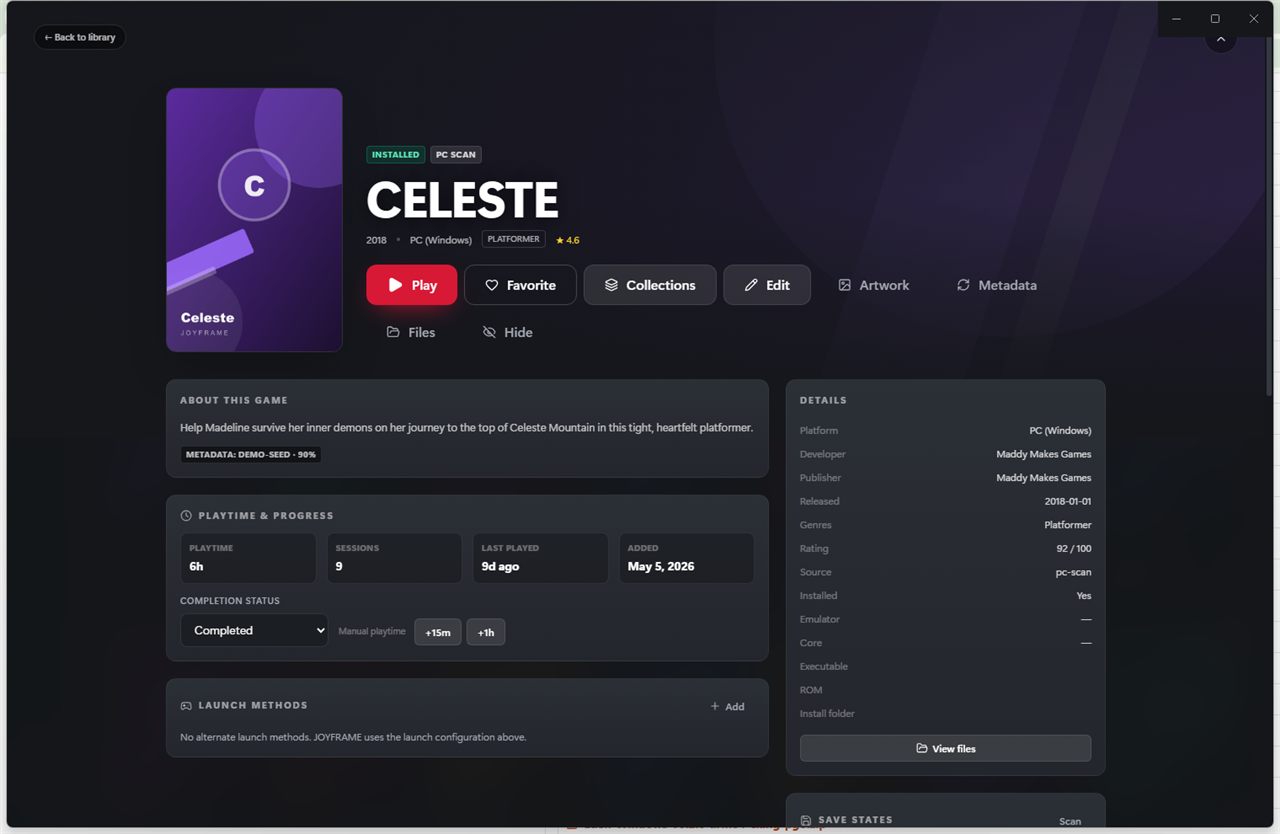 ← Back to library
C
Celeste
JOYFRAME
INSTALLED PC SCAN
CELESTE
2018 • PC (Windows) PLATFORMER ★ 4.6
Play Favorite Collections Edit Artwork Metadata
Files Hide
ABOUT THIS GAME
Help Madeline survive her inner demons on her journey to the top of Celeste Mountain in this tight, heartfelt platformer.
METADATA: DEMO-SEED · 90%
PLAYTIME & PROGRESS
PLAYTIME
6h
SESSIONS
9
LAST PLAYED
9d ago
ADDED
May 5, 2026
COMPLETION STATUS
Completed Manual playtime +15m +1h
LAUNCH METHODS
+ Add
No alternate launch methods. JOYFRAME uses the launch configuration above.
DETAILS
Platform PC (Windows)
Developer Maddy Makes Games
Publisher Maddy Makes Games
Released 2018-01-01
Genres Platformer
Rating 92 / 100
Source pc-scan
Installed Yes
Emulator —
Core —
Executable
ROM
Install folder
View files
SAVE STATES Scan